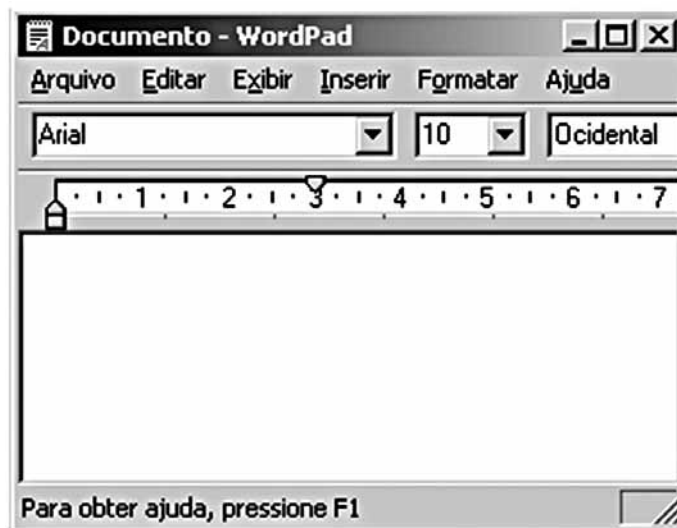 Documento - WordPad
Arquivo Editar Exibir Inserir Formatar Ajuda
Arial 10 Ocidental
1 2 3 4 5 6 7
Para obter ajuda, pressione F1